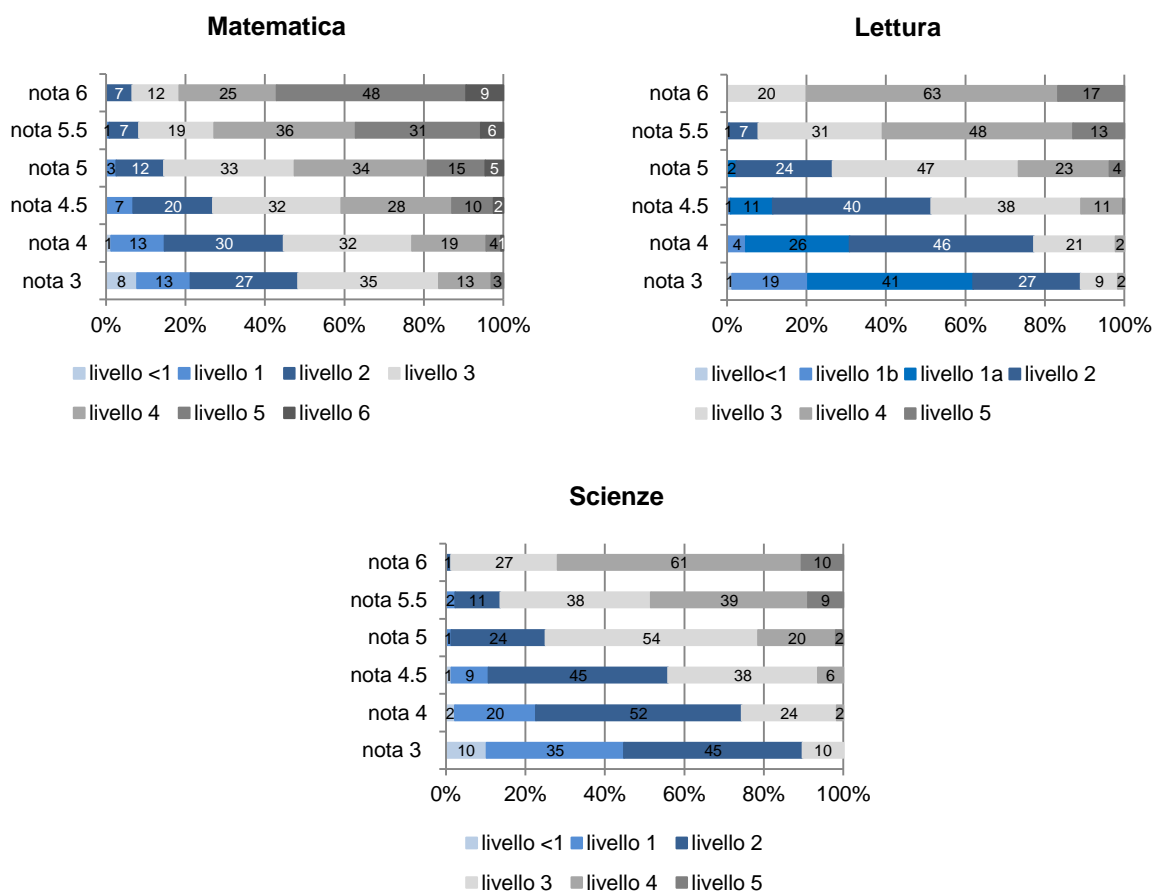 Matematica
nota 6 7 12 25 48 9
nota 5.5 1 7 19 36 31 6
nota 5 3 12 33 34 15 5
nota 4.5 7 20 32 28 10 2
nota 4 1 13 30 32 19 4 1
nota 3 8 13 27 35 13 3
0% 20% 40% 60% 80% 100%
livello <1 livello 1 livello 2 livello 3
livello 4 livello 5 livello 6
Lettura
nota 6 20 63 17
nota 5.5 1 7 31 48 13
nota 5 2 24 47 23 4
nota 4.5 1 11 40 38 11
nota 4 4 26 46 21 2
nota 3 1 19 41 27 9 2
0% 20% 40% 60% 80% 100%
livello<1 livello 1b livello 1a livello 2
livello 3 livello 4 livello 5
Scienze
nota 6 1 27 61 10
nota 5.5 2 11 38 39 9
nota 5 1 24 54 20 2
nota 4.5 1 9 45 38 6
nota 4 2 20 52 24 2
nota 3 10 35 45 10
0% 20% 40% 60% 80% 100%
livello <1 livello 1 livello 2
livello 3 livello 4 livello 5